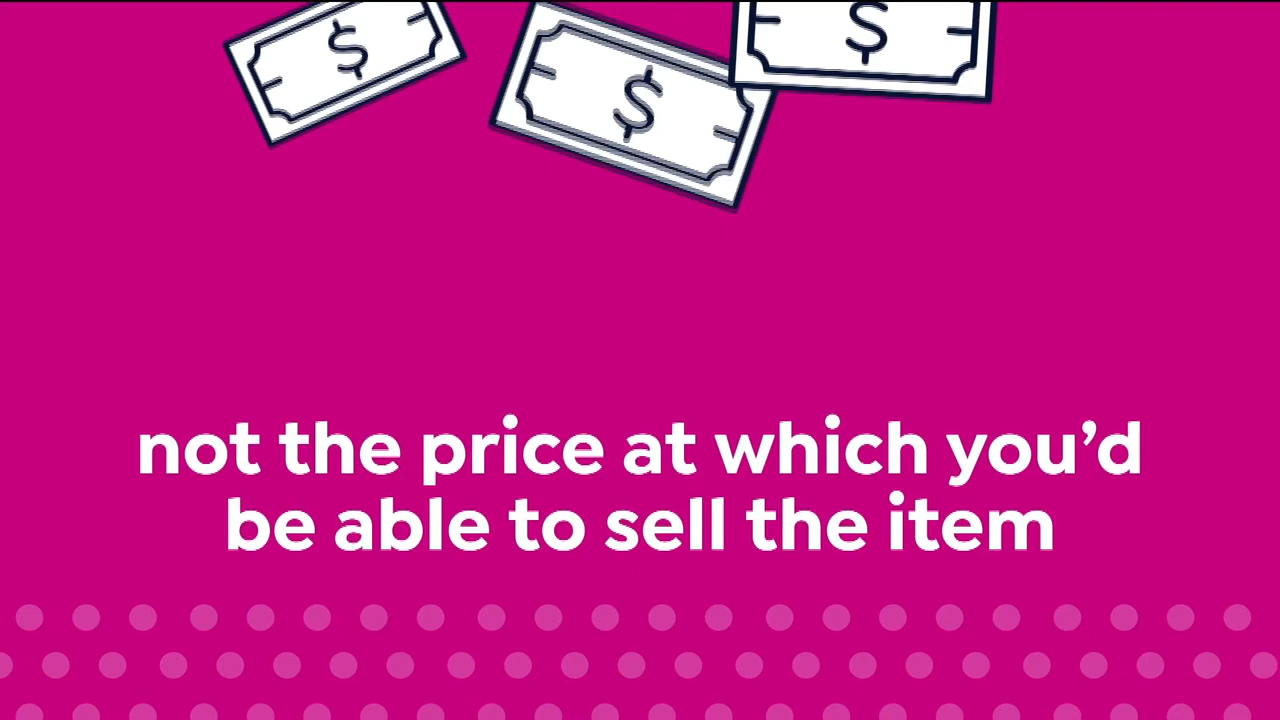 $ $ $
not the price at which you’d
be able to sell the item